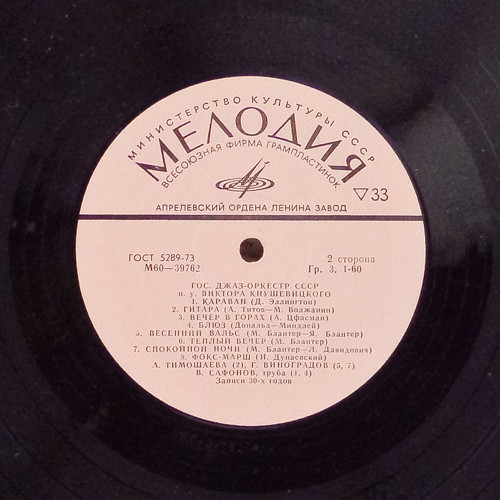 МИНИСТЕРСТВО КУЛЬТУРЫ СССР
МЕЛОДИЯ
ВСЕСОЮЗНАЯ ФИРМА ГРАМПЛАСТИНОК
▽33
АПРЕЛЕВСКИЙ ОРДЕНА ЛЕНИНА ЗАВОД
ГОСТ 5289-73
2 сторона
М60—39762
Гр. 3. 1-60
ГОС. ДЖАЗ-ОРКЕСТР СССР
п. у. ВИКТОРА КНУШЕВИЦКОГО
1. КАРАВАН (Д. Эллингтон)
2. ГИТАРА (А. Титов—М. Волжанин)
3. ВЕЧЕР В ГОРАХ (А. Цфасман)
4. БЛЮЗ (Дональд—Миндлей)
5. ВЕСЕННИЙ ВАЛЬС (М. Блантер—Я. Блантер)
6. ТЕПЛЫЙ ВЕЧЕР (М. Блантер)
7. СПОКОЙНОЙ НОЧИ (М. Блантер—Л. Давидович)
8. ФОКС-МАРШ (И. Дунаевский)
А. ТИМОШАЕВА (2), Г. ВИНОГРАДОВ (5, 7)
В. САФОНОВ, труба (1, 4)
Записи 30-х годов